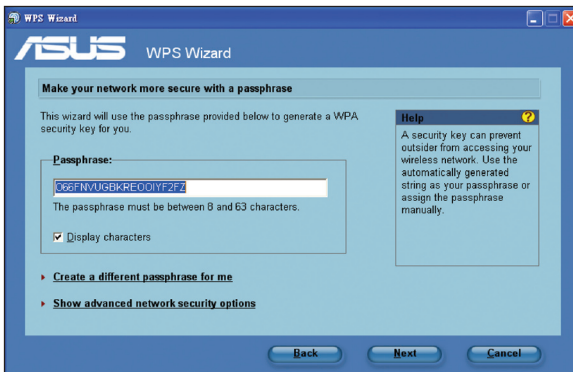 WPS Wizard
ASUS WPS Wizard
Make your network more secure with a passphrase
This wizard will use the passphrase provided below to generate a WPA
security key for you.
Passphrase:
O66FNVUGBKREOOIYF2FZ
The passphrase must be between 8 and 63 characters.
Display characters
Create a different passphrase for me
Show advanced network security options
Help ?
A security key can prevent
outsider from accessing your
wireless network. Use the
automatically generated
string as your passphrase or
assign the passphrase
manually.
Back Next Cancel